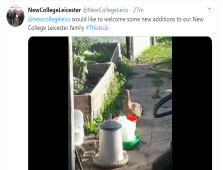 NewCollegeLeicester @NewCollegeLeics · 27m
@newcollegeleics would like to welcome some new additions to our New
College Leicester family #ThisIsUs